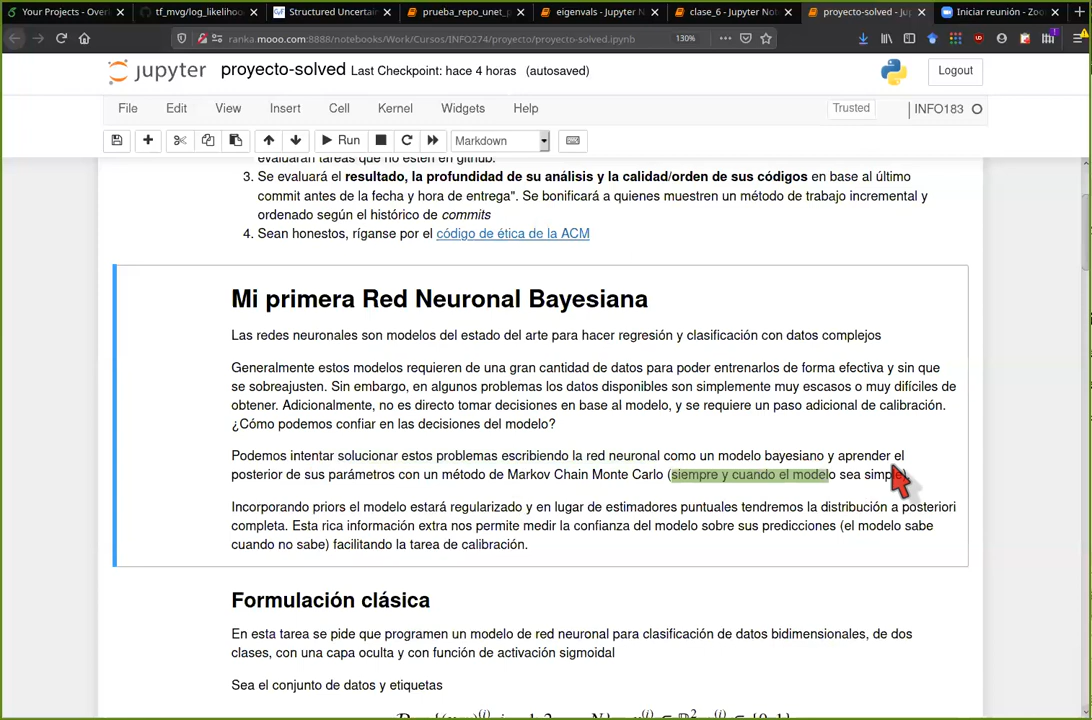 Your Projects - Overl
tf_mvg/log_likelihoo
Structured Uncertain
prueba_repo_unet_p
eigenvals - Jupyter N
clase_6 - Jupyter Not
proyecto-solved - Ju
Iniciar reunión - Zoo
ranka.mooo.com:8888/notebooks/Work/Cursos/INFO274/proyecto/proyecto-solved.ipynb
130%
jupyter proyecto-solved Last Checkpoint: hace 4 horas (autosaved)
Logout
File Edit View Insert Cell Kernel Widgets Help
Trusted
INFO183
Run
Markdown
evaluarán tareas que no estén en github.
3. Se evaluará el resultado, la profundidad de su análisis y la calidad/orden de sus códigos en base al último
commit antes de la fecha y hora de entrega". Se bonificará a quienes muestren un método de trabajo incremental y
ordenado según el histórico de commits
4. Sean honestos, ríganse por el código de ética de la ACM
Mi primera Red Neuronal Bayesiana
Las redes neuronales son modelos del estado del arte para hacer regresión y clasificación con datos complejos
Generalmente estos modelos requieren de una gran cantidad de datos para poder entrenarlos de forma efectiva y sin que
se sobreajusten. Sin embargo, en algunos problemas los datos disponibles son simplemente muy escasos o muy difíciles de
obtener. Adicionalmente, no es directo tomar decisiones en base al modelo, y se requiere un paso adicional de calibración.
¿Cómo podemos confiar en las decisiones del modelo?
Podemos intentar solucionar estos problemas escribiendo la red neuronal como un modelo bayesiano y aprender el
posterior de sus parámetros con un método de Markov Chain Monte Carlo (siempre y cuando el modelo sea simple)
Incorporando priors el modelo estará regularizado y en lugar de estimadores puntuales tendremos la distribución a posteriori
completa. Esta rica información extra nos permite medir la confianza del modelo sobre sus predicciones (el modelo sabe
cuando no sabe) facilitando la tarea de calibración.
Formulación clásica
En esta tarea se pide que programen un modelo de red neuronal para clasificación de datos bidimensionales, de dos
clases, con una capa oculta y con función de activación sigmoidal
Sea el conjunto de datos y etiquetas